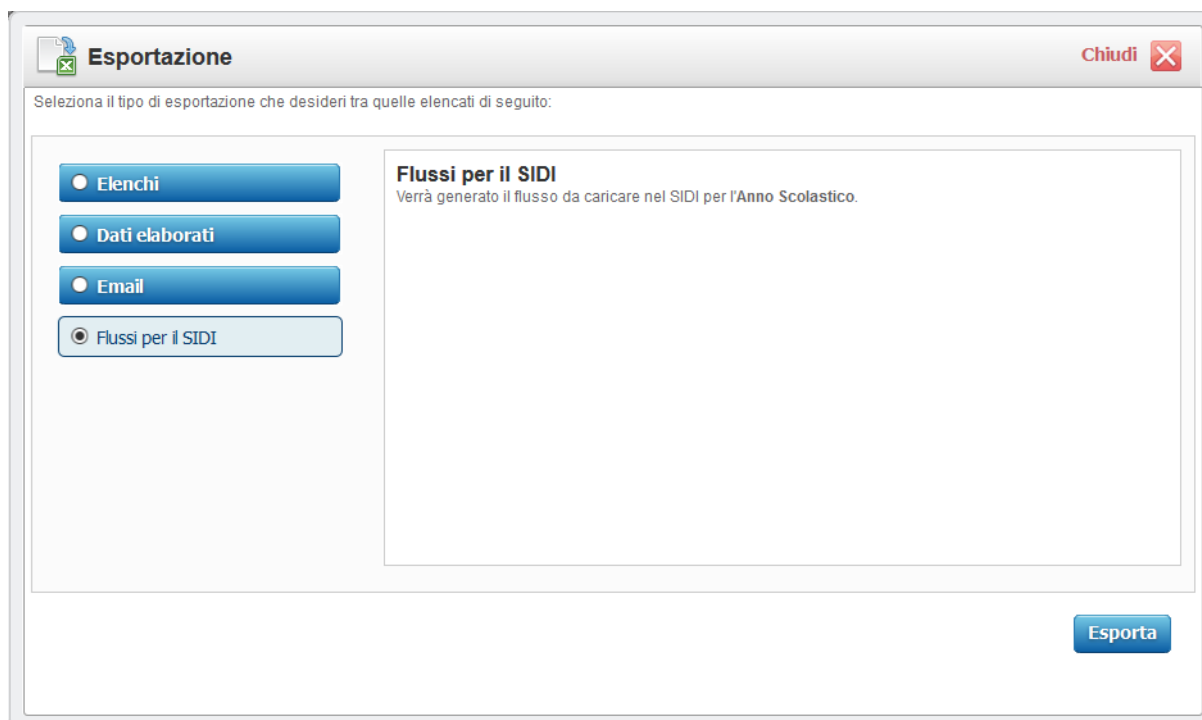 Esportazione
Chiudi
Seleziona il tipo di esportazione che desideri tra quelle elencati di seguito:
Elenchi
Dati elaborati
Email
Flussi per il SIDI
Flussi per il SIDI
Verrà generato il flusso da caricare nel SIDI per l'Anno Scolastico.
Esporta